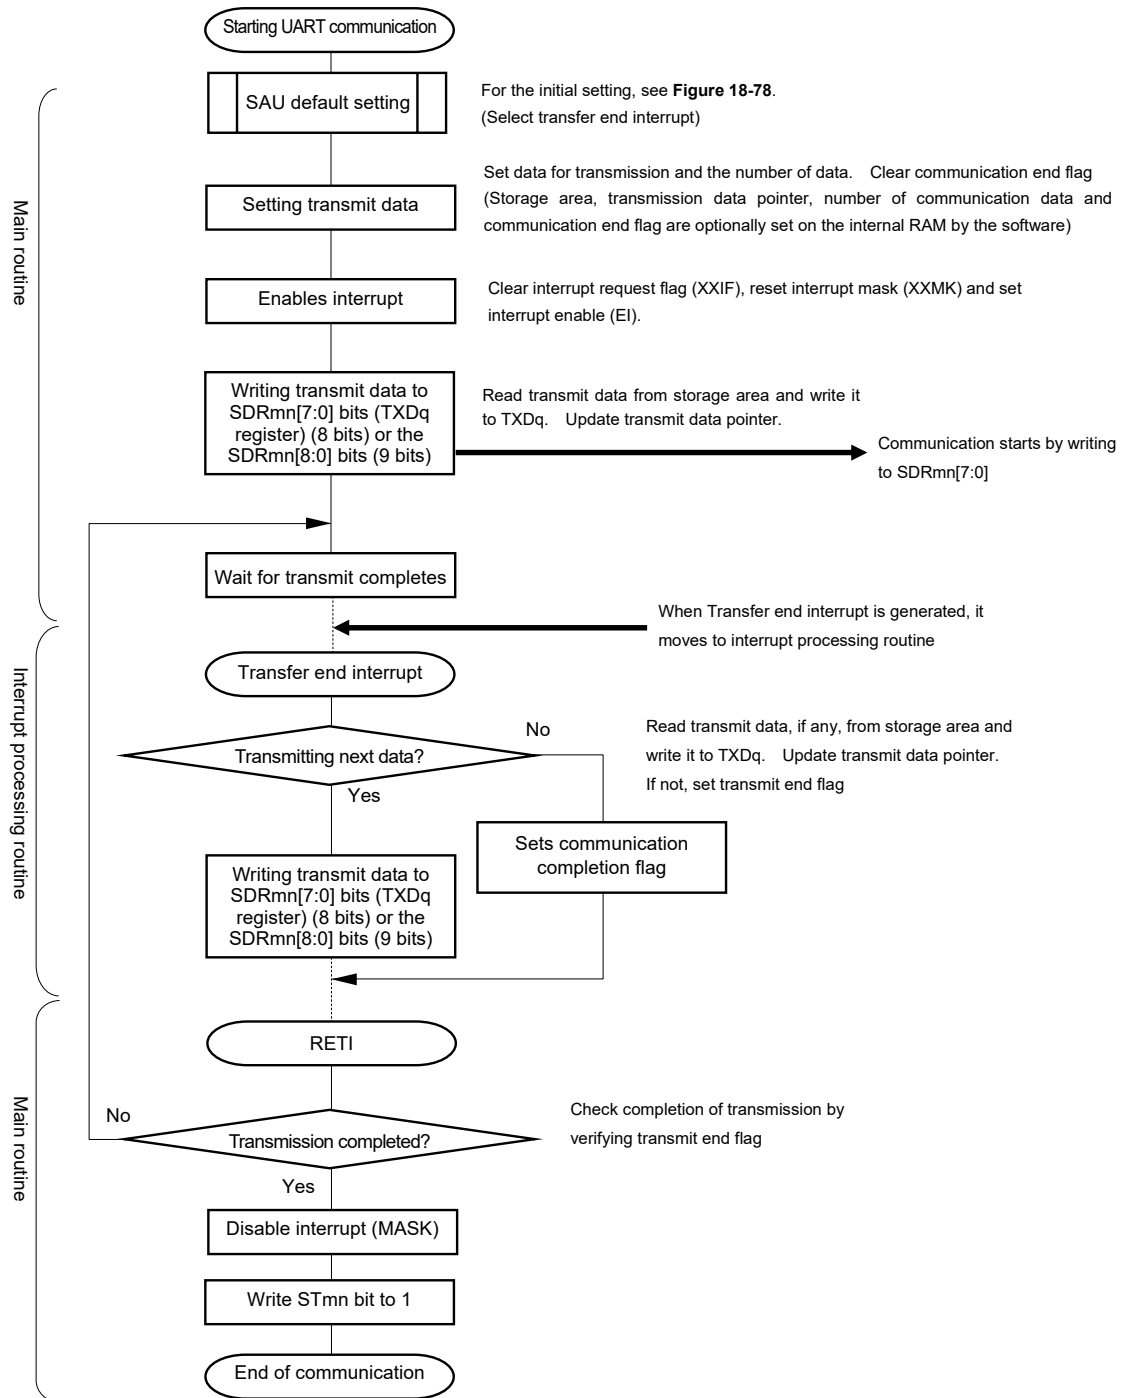 Starting UART communication
SAU default setting
For the initial setting, see Figure 18-78.
(Select transfer end interrupt)
Main routine
Setting transmit data
Set data for transmission and the number of data. Clear communication end flag
(Storage area, transmission data pointer, number of communication data and
communication end flag are optionally set on the internal RAM by the software)
Enables interrupt
Clear interrupt request flag (XXIF), reset interrupt mask (XXMK) and set
interrupt enable (EI).
Writing transmit data to
SDRmn[7:0] bits (TXDq
register) (8 bits) or the
SDRmn[8:0] bits (9 bits)
Read transmit data from storage area and write it
to TXDq. Update transmit data pointer.
Communication starts by writing
to SDRmn[7:0]
Wait for transmit completes
When Transfer end interrupt is generated, it
moves to interrupt processing routine
Interrupt processing routine
Transfer end interrupt
Transmitting next data?
No
Yes
Read transmit data, if any, from storage area and
write it to TXDq. Update transmit data pointer.
If not, set transmit end flag
Sets communication
completion flag
Writing transmit data to
SDRmn[7:0] bits (TXDq
register) (8 bits) or the
SDRmn[8:0] bits (9 bits)
RETI
Main routine
No
Transmission completed?
Yes
Check completion of transmission by
verifying transmit end flag
Disable interrupt (MASK)
Write STmn bit to 1
End of communication